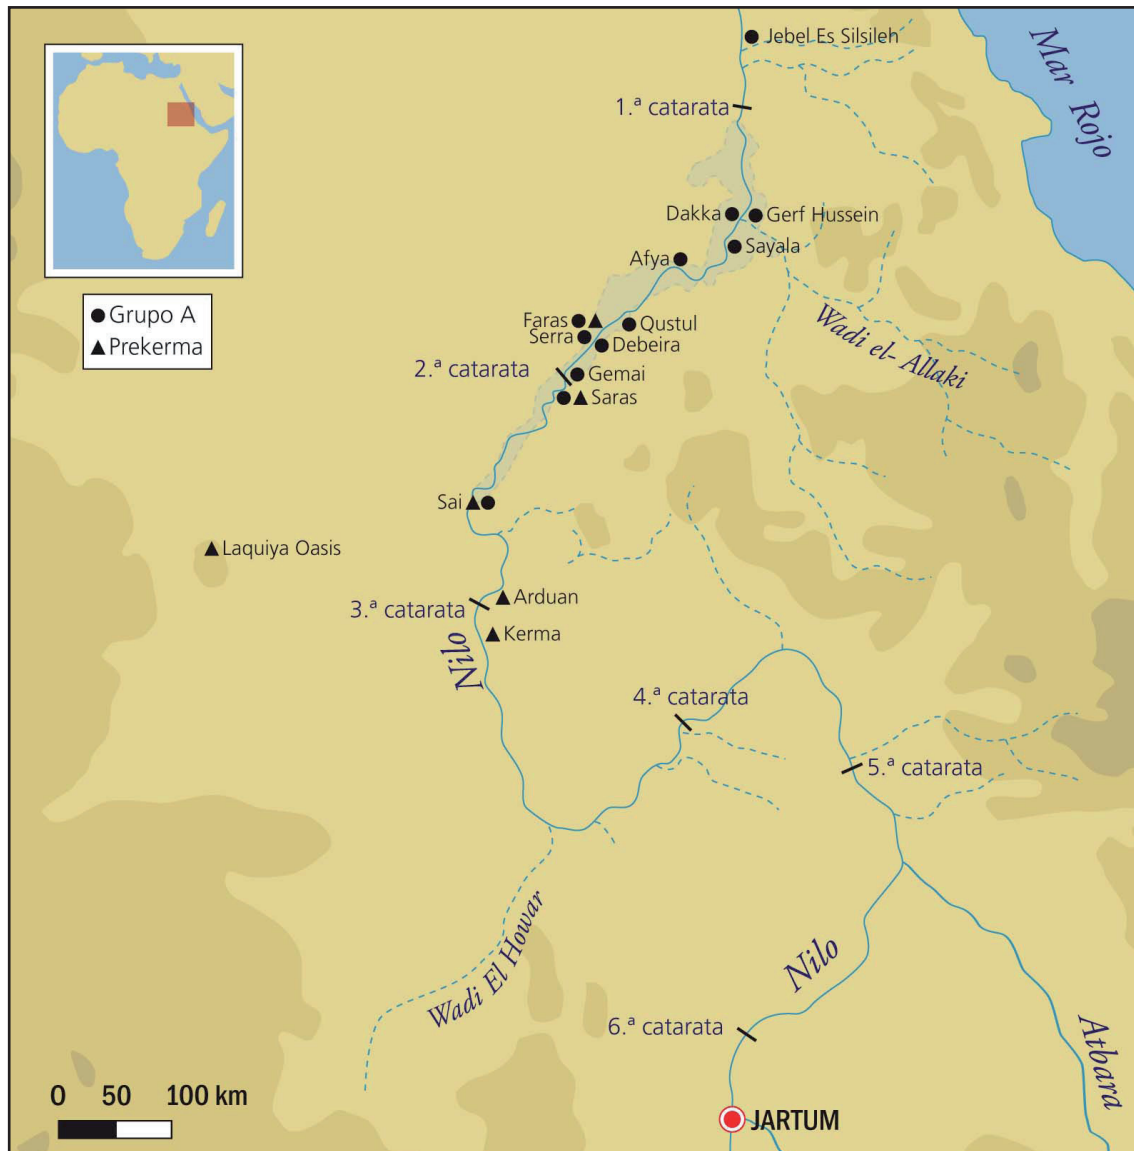 Jebel Es Silsileh
Mar Rojo
1.ª catarata
Dakka
Gerf Hussein
Sayala
Afya
Grupo A
Prekerma
Faras
Qustul
Serra
Debeira
Wadi el- Allaki
2.ª catarata
Gemai
Saras
Sai
Laquiya Oasis
Arduan
3.ª catarata
Kerma
Nilo
4.ª catarata
5.ª catarata
Wadi El Howar
Nilo
6.ª catarata
Atbara
0 50 100 km
JARTUM